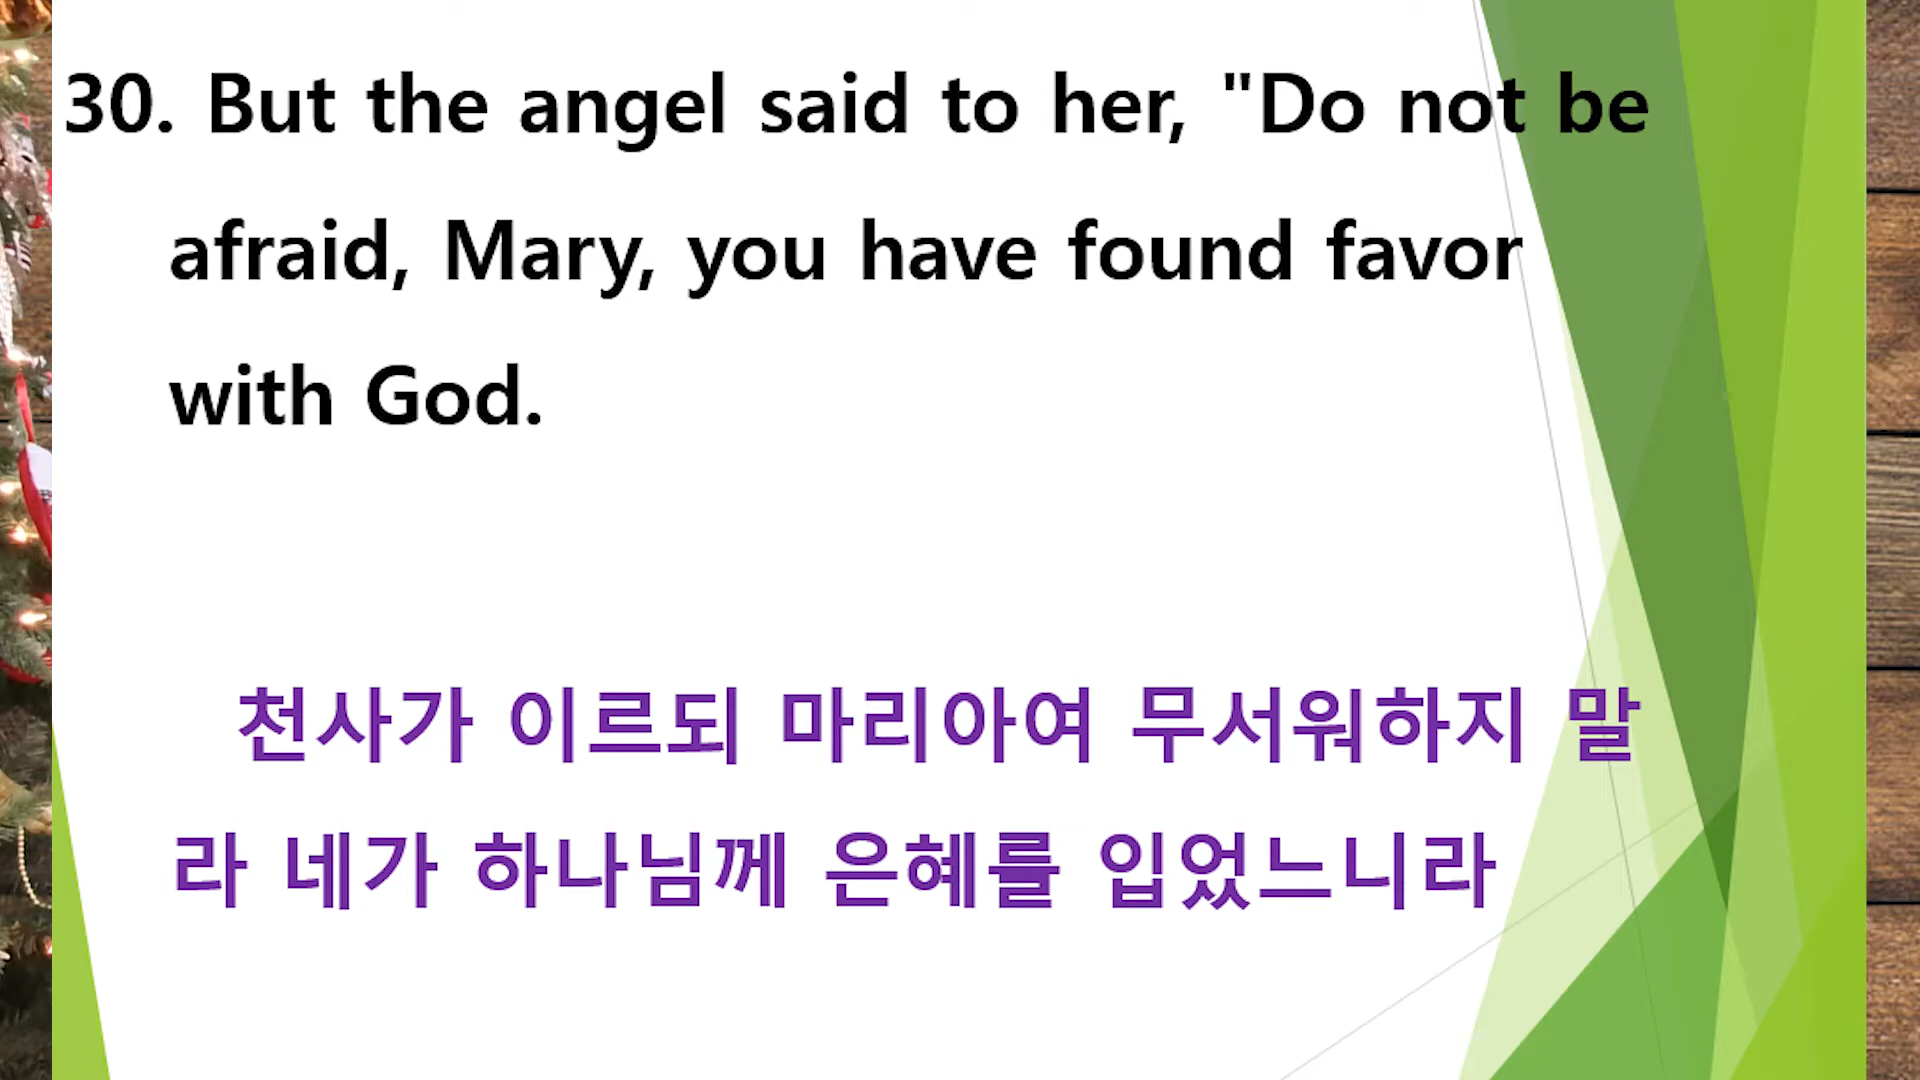 30. But the angel said to her, "Do not be
afraid, Mary, you have found favor
with God.
천사가 이르되 마리아여 무서워하지 말
라 네가 하나님께 은혜를 입었느니라